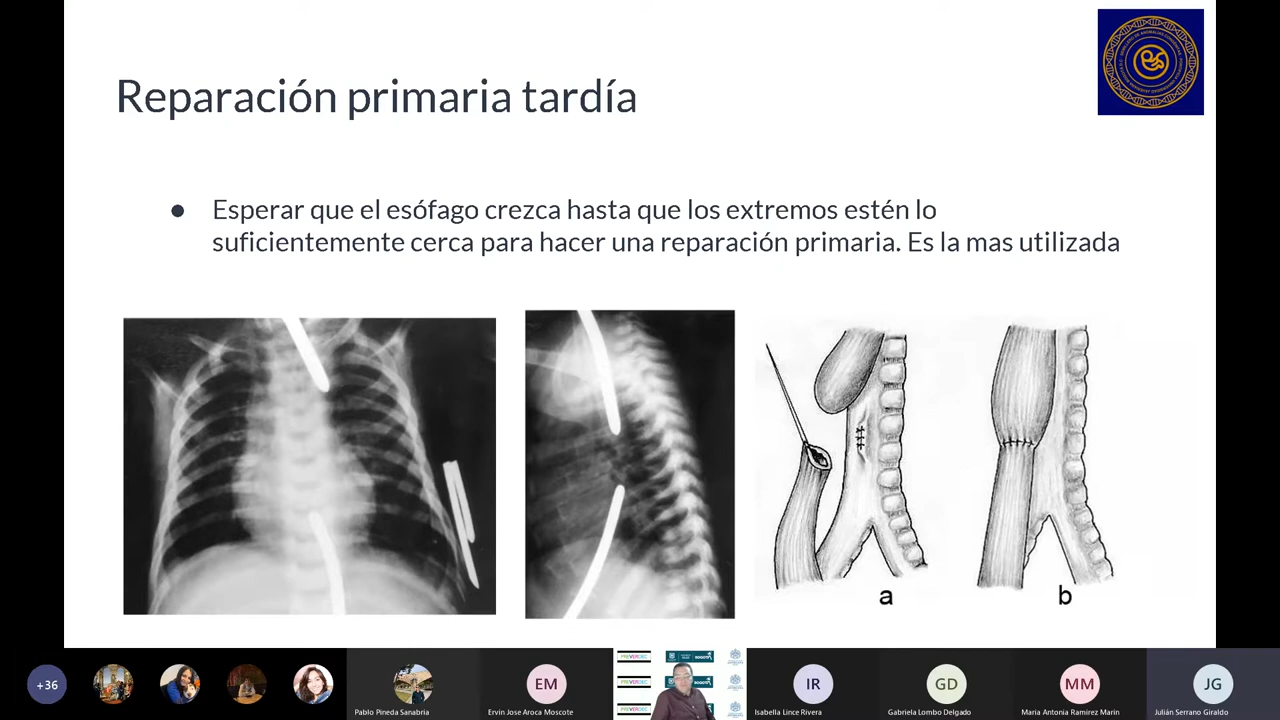 Reparación primaria tardía
● Esperar que el esófago crezca hasta que los extremos estén lo
suficientemente cerca para hacer una reparación primaria. Es la mas utilizada
a
b
+36
Pablo Pineda Sanabria
EM
Ervin Jose Aroca Moscote
PREVERDEC
BOGOTÁ
IR
Isabella Lince Rivera
GD
Gabriela Lombo Delgado
MM
Maria Antonia Ramirez Marin
JG
Julián Serrano Giraldo